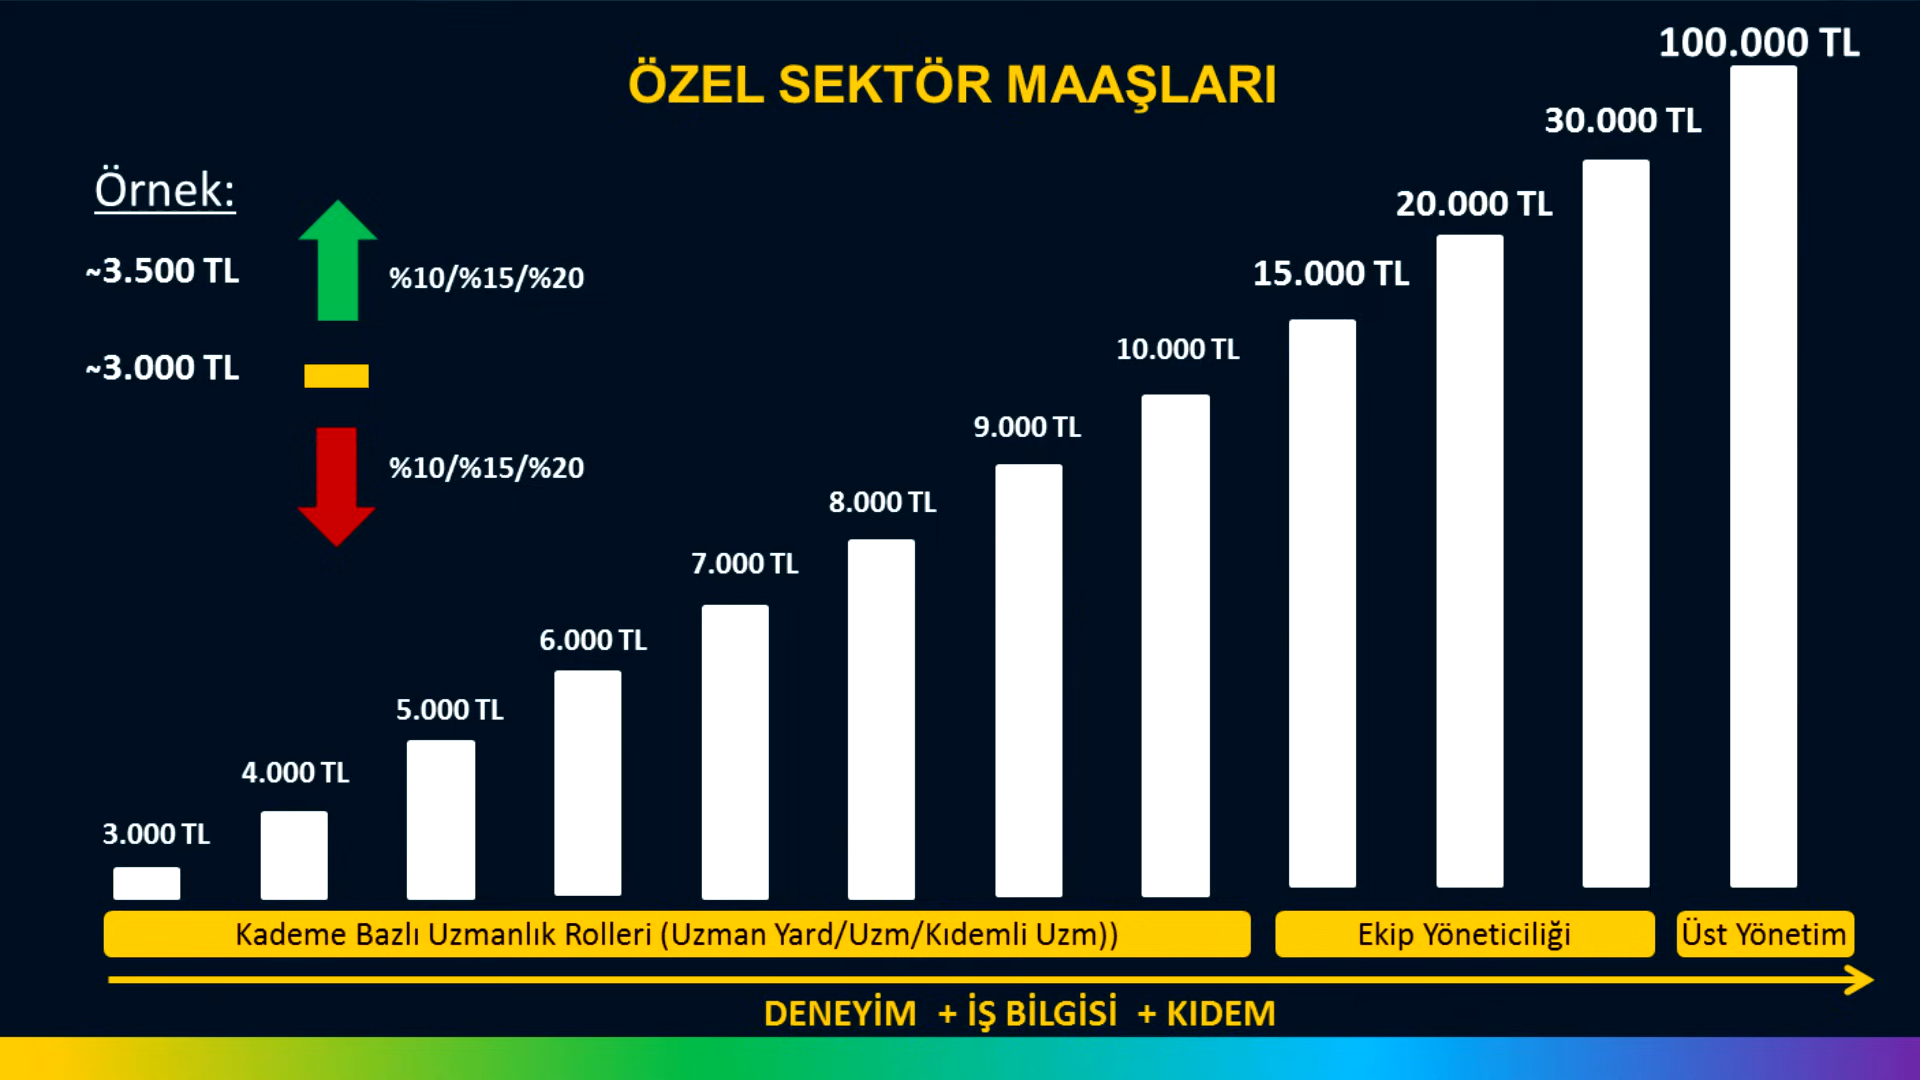 ÖZEL SEKTÖR MAAŞLARI
Örnek:
~3.500 TL
%10/%15/%20
~3.000 TL
%10/%15/%20
3.000 TL
4.000 TL
5.000 TL
6.000 TL
7.000 TL
8.000 TL
9.000 TL
10.000 TL
15.000 TL
20.000 TL
30.000 TL
100.000 TL
Kademe Bazlı Uzmanlık Rolleri (Uzman Yard/Uzm/Kıdemli Uzm))
Ekip Yöneticiliği
Üst Yönetim
DENEYİM + İŞ BİLGİSİ + KIDEM